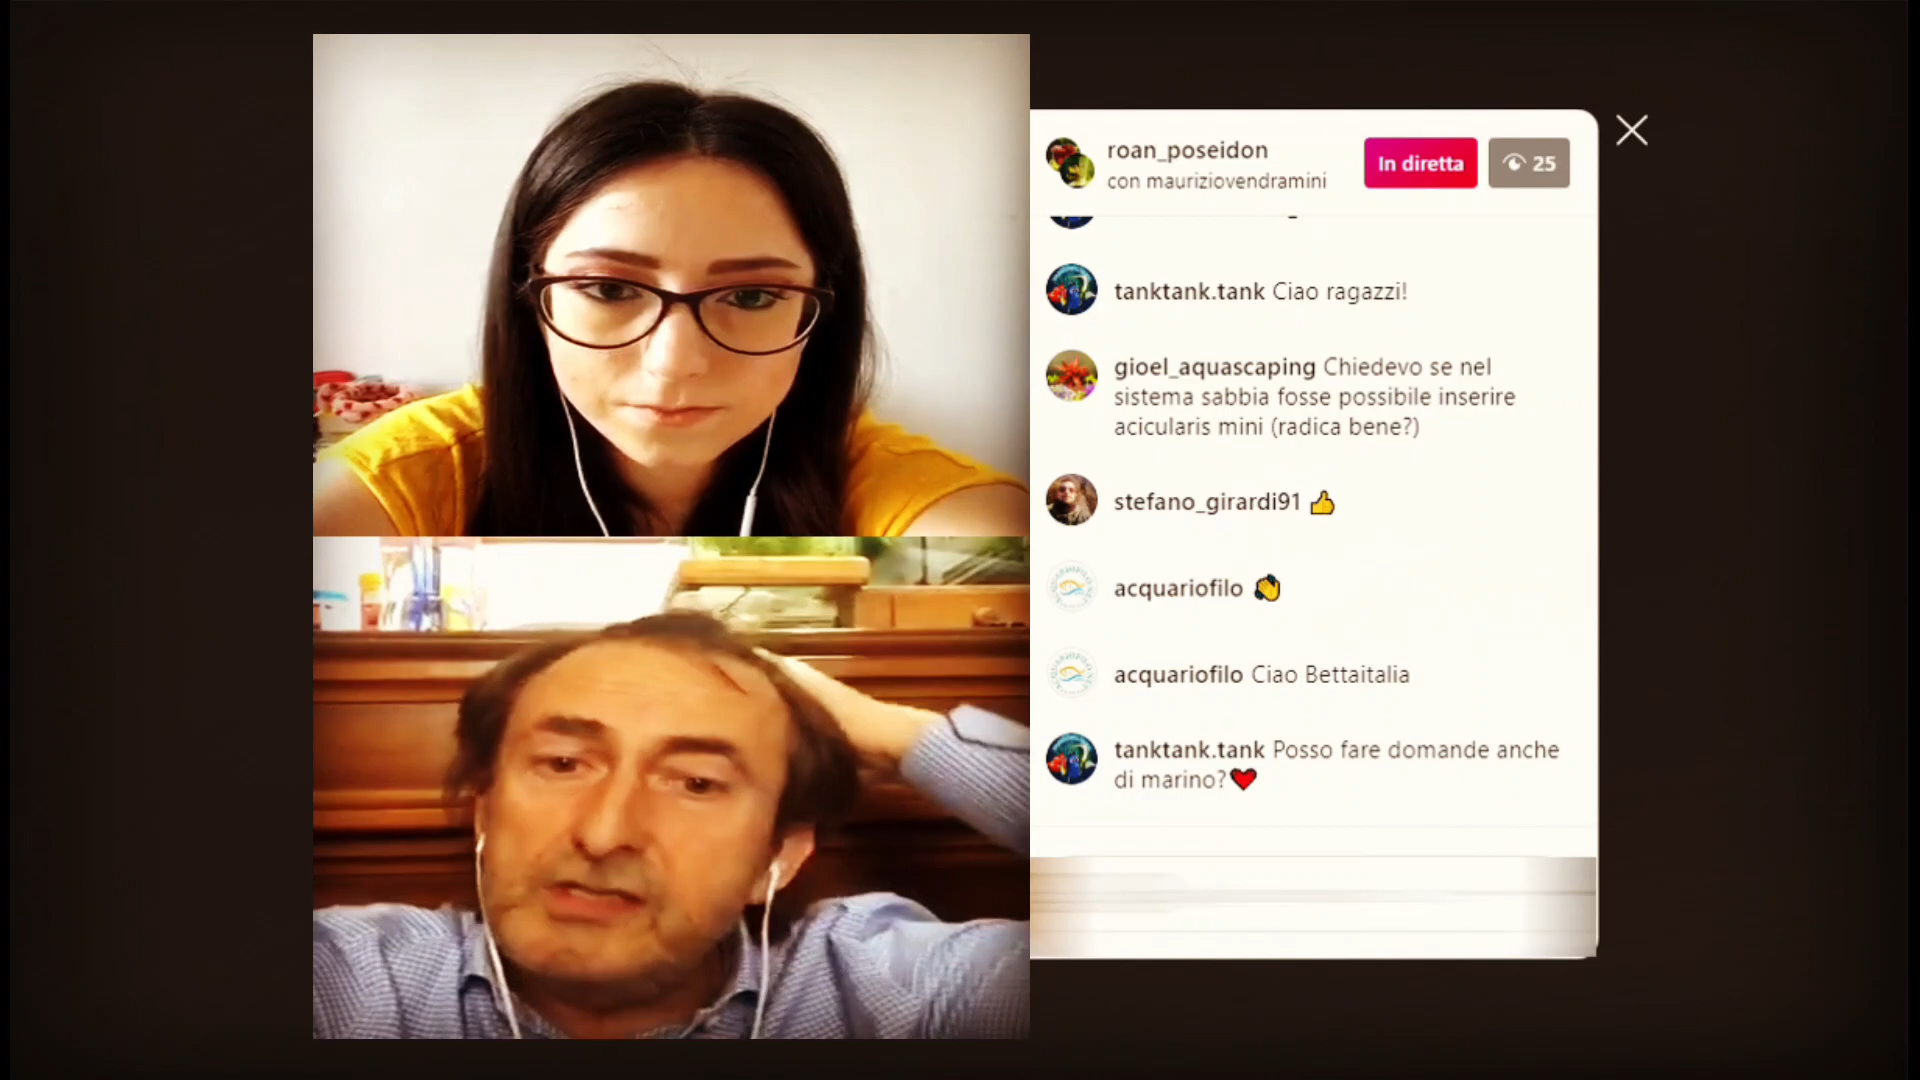 roan_poseidon
con mauriziovendramini
In diretta
25
tanktank.tank Ciao ragazzi!
gioel_aquascaping Chiedevo se nel
sistema sabbia fosse possibile inserire
acicularis mini (radica bene?)
stefano_girardi91 👍
acquariofilo 👏
acquariofilo Ciao Bettaitalia
tanktank.tank Posso fare domande anche
di marino?❤️